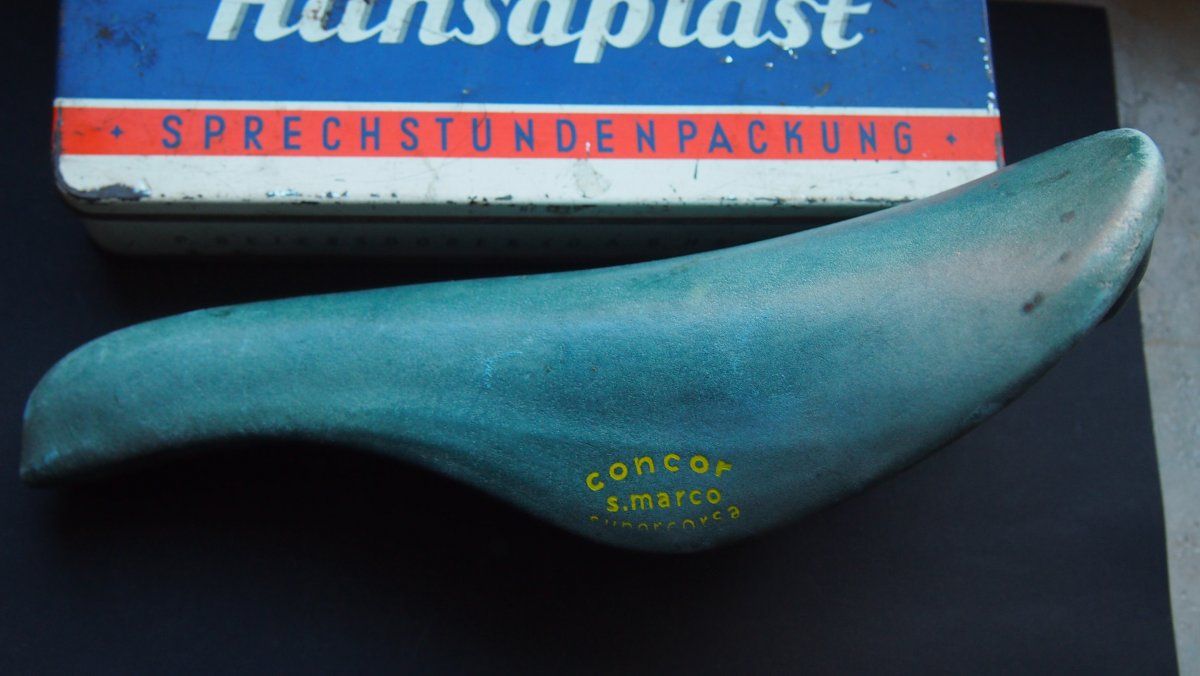 Hansaplast
SPRECHSTUNDENPACKUNG
concor
s.marco
supercorsa